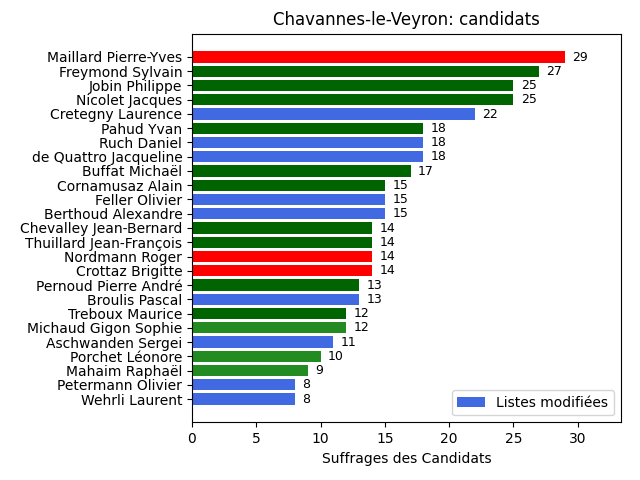 Chavannes-le-Veyron: candidats
Maillard Pierre-Yves 29
Freymond Sylvain 27
Jobin Philippe 25
Nicolet Jacques 25
Cretegny Laurence 22
Pahud Yvan 18
Ruch Daniel 18
de Quattro Jacqueline 18
Buffat Michaël 17
Cornamusaz Alain 15
Feller Olivier 15
Berthoud Alexandre 15
Chevalley Jean-Bernard 14
Thuillard Jean-François 14
Nordmann Roger 14
Crottaz Brigitte 14
Pernoud Pierre André 13
Broulis Pascal 13
Treboux Maurice 12
Michaud Gigon Sophie 12
Aschwanden Sergei 11
Porchet Léonore 10
Mahaim Raphaël 9
Petermann Olivier 8
Wehrli Laurent 8
Listes modifiées
0 5 10 15 20 25 30
Suffrages des Candidats